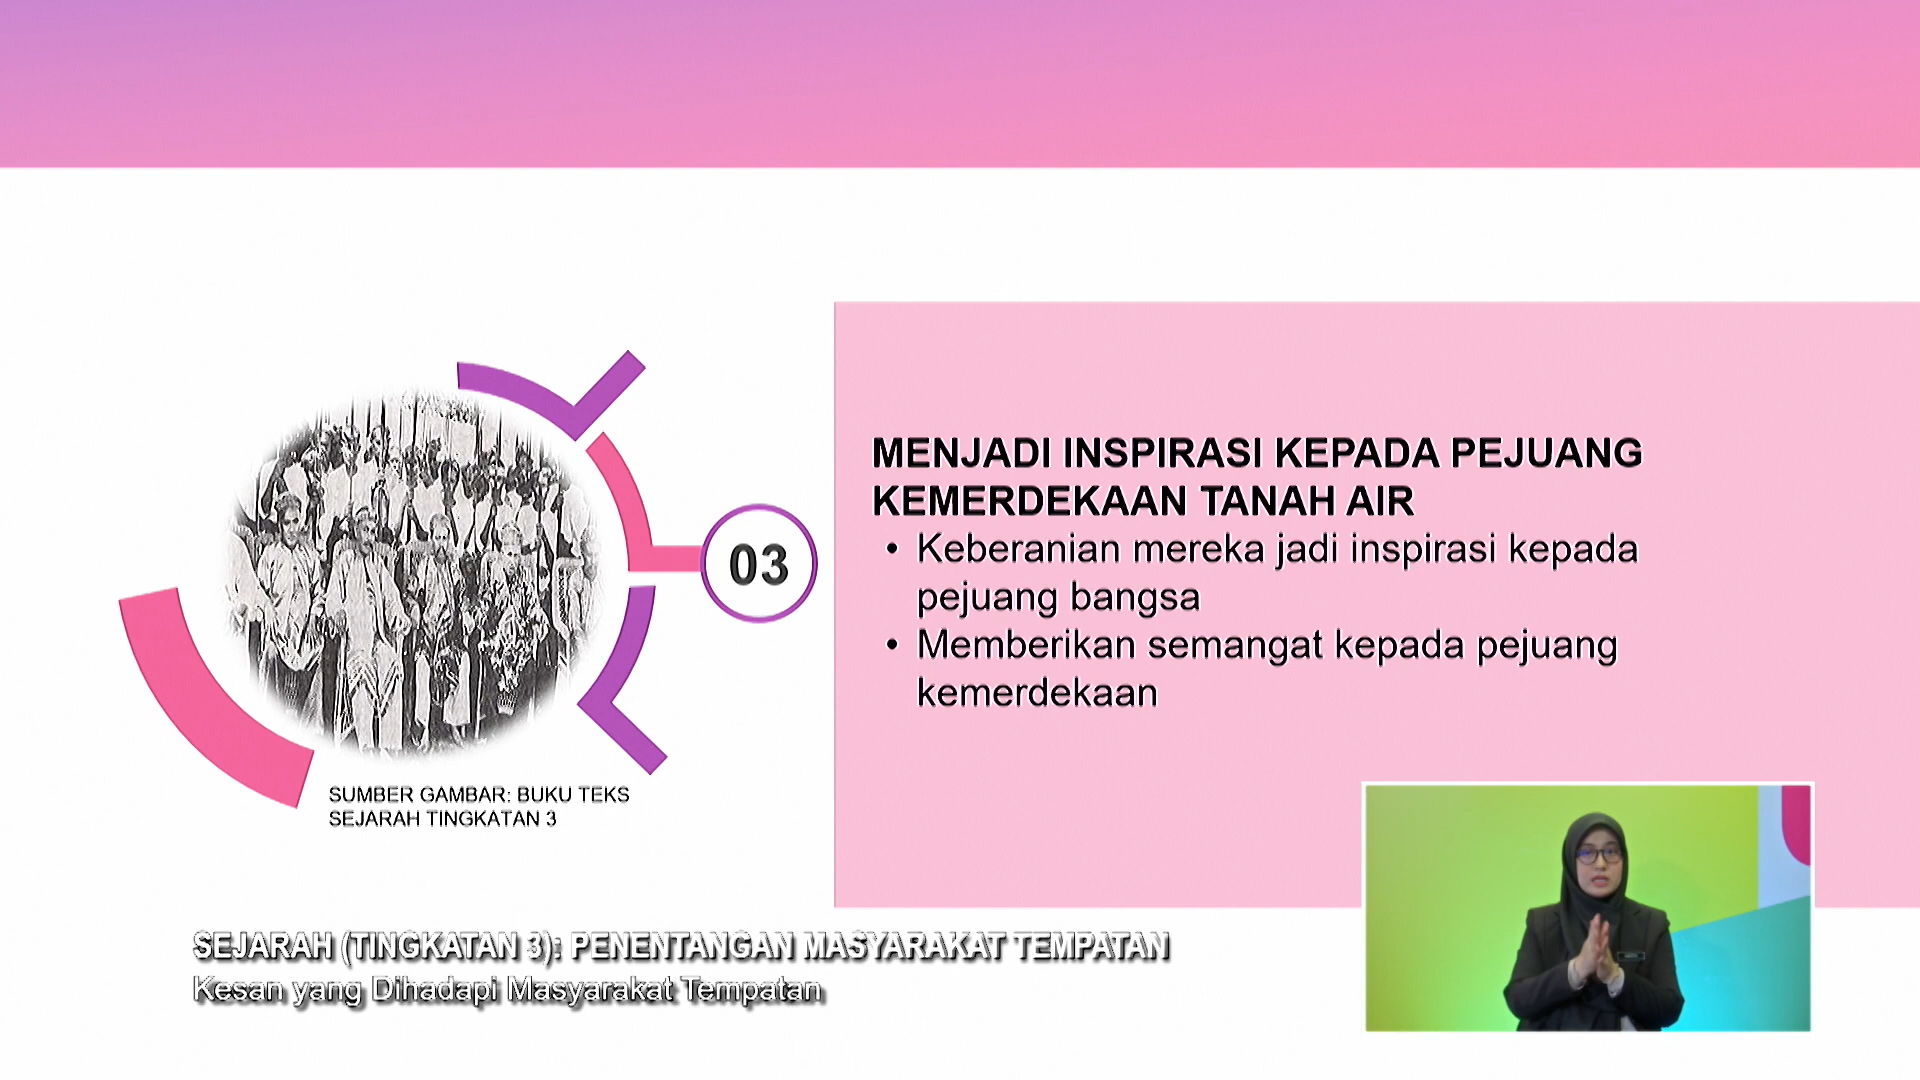 03
MENJADI INSPIRASI KEPADA PEJUANG
KEMERDEKAAN TANAH AIR
• Keberanian mereka jadi inspirasi kepada
pejuang bangsa
• Memberikan semangat kepada pejuang
kemerdekaan
SUMBER GAMBAR: BUKU TEKS
SEJARAH TINGKATAN 3
SEJARAH (TINGKATAN 3): PENENTANGAN MASYARAKAT TEMPATAN
Kesan yang Dihadapi Masyarakat Tempatan